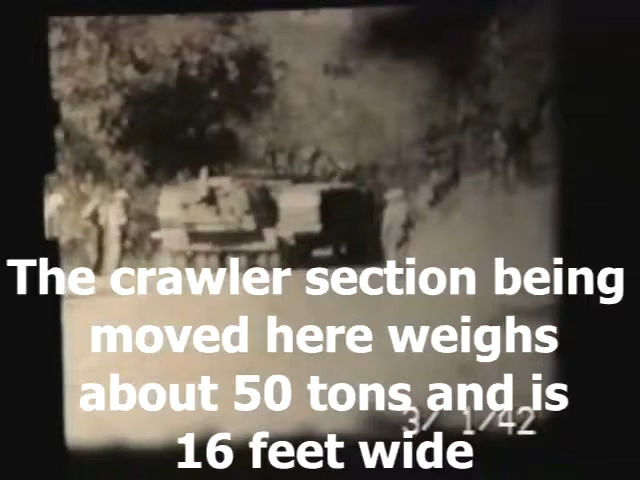 The crawler section being
moved here weighs
about 50 tons and is
3/ 1/42
16 feet wide